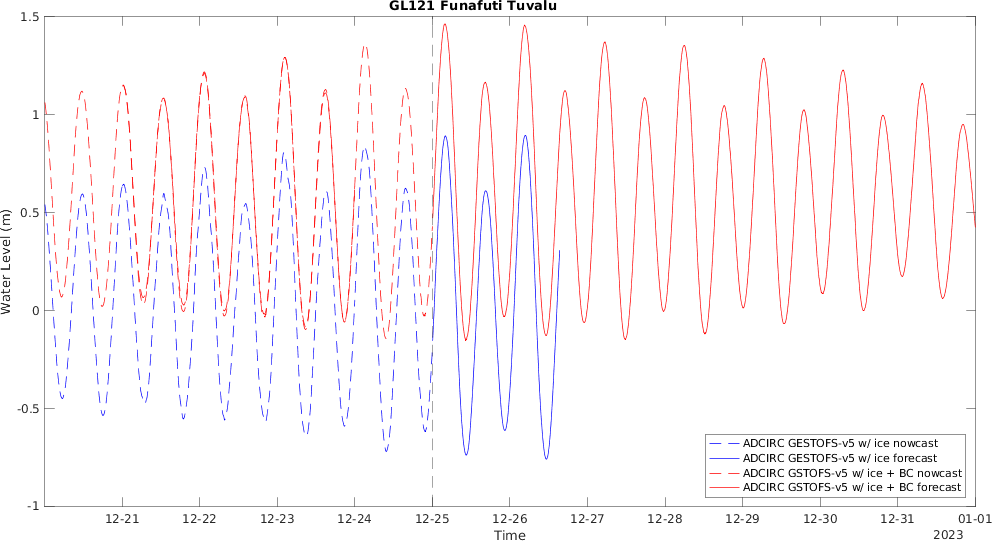 GL121 Funafuti Tuvalu
1.5
1
0.5
0
-0.5
-1
Water Level (m)
12-21 12-22 12-23 12-24 12-25 12-26 12-27 12-28 12-29 12-30 12-31 01-01
Time
2023
ADCIRC GESTOFS-v5 w/ ice nowcast
ADCIRC GESTOFS-v5 w/ ice forecast
ADCIRC GSTOFS-v5 w/ ice + BC nowcast
ADCIRC GSTOFS-v5 w/ ice + BC forecast